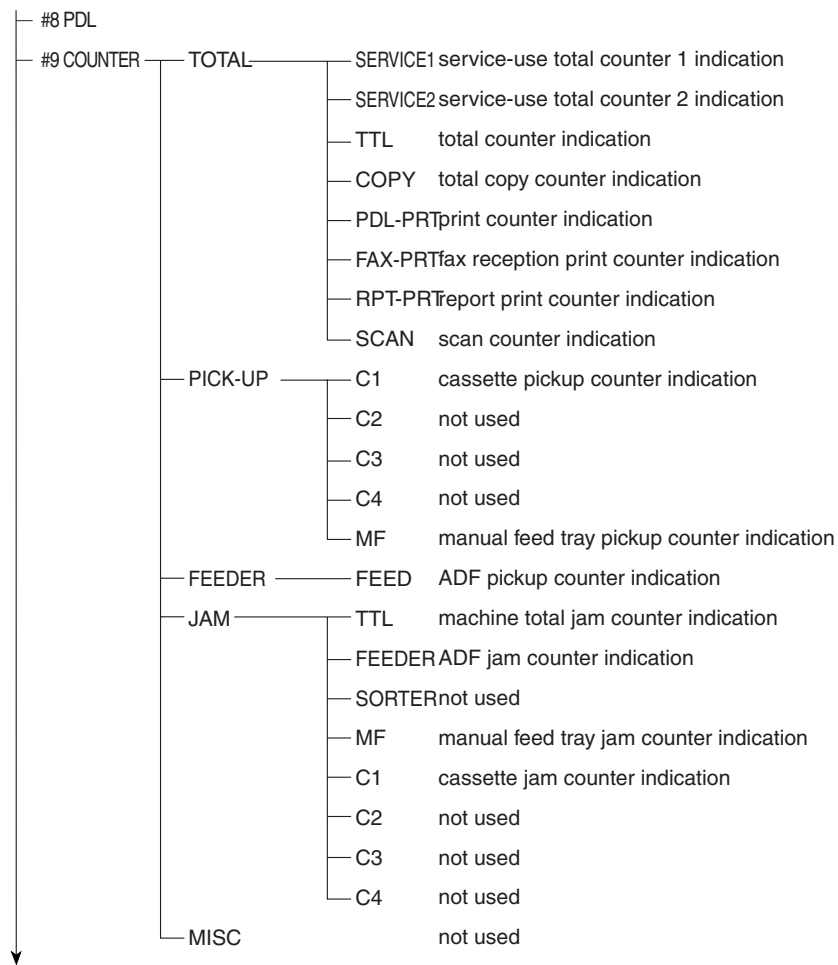 #8 PDL
#9 COUNTER TOTAL SERVICE1 service-use total counter 1 indication
SERVICE2 service-use total counter 2 indication
TTL total counter indication
COPY total copy counter indication
PDL-PRT print counter indication
FAX-PRT fax reception print counter indication
RPT-PRT report print counter indication
SCAN scan counter indication
PICK-UP C1 cassette pickup counter indication
C2 not used
C3 not used
C4 not used
MF manual feed tray pickup counter indication
FEEDER FEED ADF pickup counter indication
JAM TTL machine total jam counter indication
FEEDER ADF jam counter indication
SORTER not used
MF manual feed tray jam counter indication
C1 cassette jam counter indication
C2 not used
C3 not used
C4 not used
MISC not used